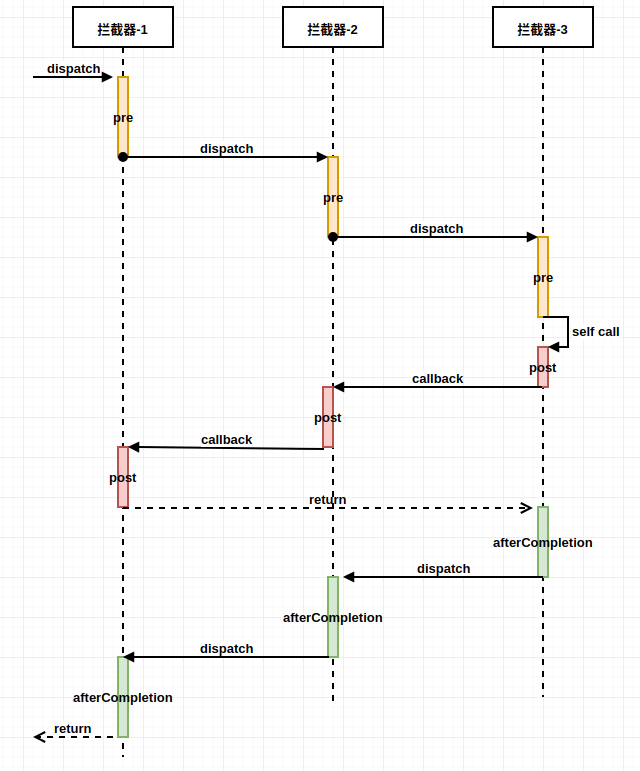 拦截器-1
拦截器-2
拦截器-3
dispatch
pre
dispatch
pre
dispatch
pre
self call
post
callback
post
callback
post
return
afterCompletion
dispatch
afterCompletion
dispatch
afterCompletion
return